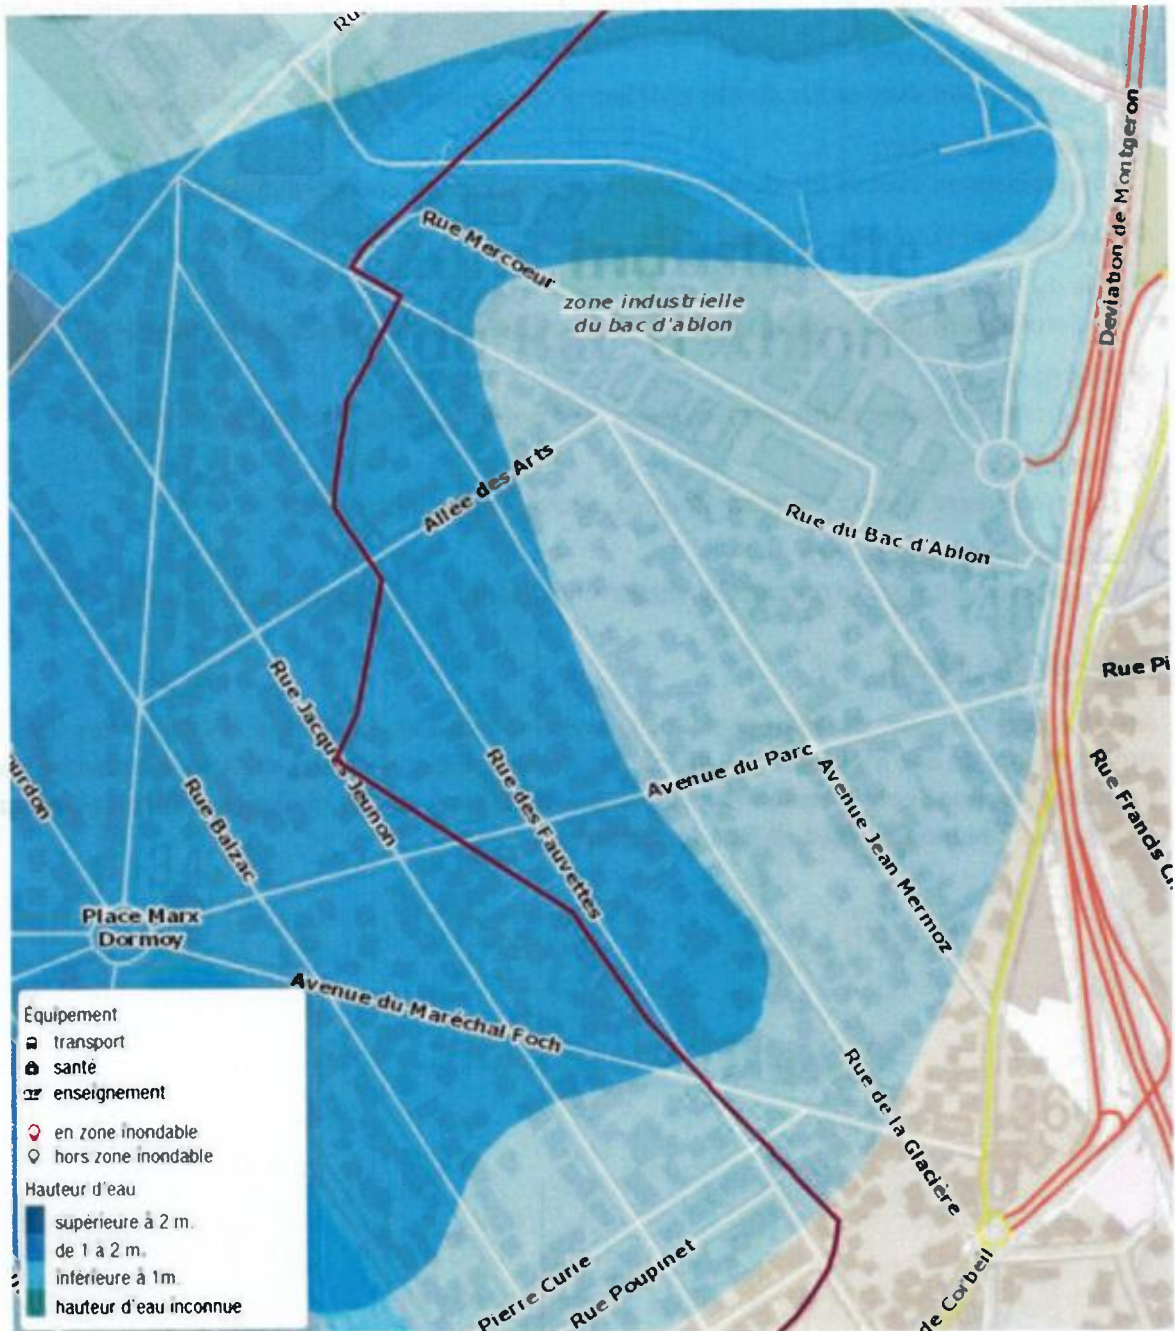 Ru
Deviation de Montgeron
Rue Mercoeur
zone industrielle
du bac d'ablon
Allée des Arts
Rue du Bac d'Ablon
Rue Pi
Rue Jacques Jeunon
Rue des Fauvettes
Avenue du Parc
Avenue Jean Mermoz
Rue Francis
ourdon
Rue Balzac
Place Marx
Dormoy
Avenue du Maréchal Foch
Rue de la Glacière
Pierre Curie
Rue Poupinet
de Corbeil
Équipement
transport
santé
enseignement
en zone inondable
hors zone inondable
Hauteur d'eau
supérieure à 2 m.
de 1 à 2 m.
inférieure à 1m.
hauteur d'eau inconnue